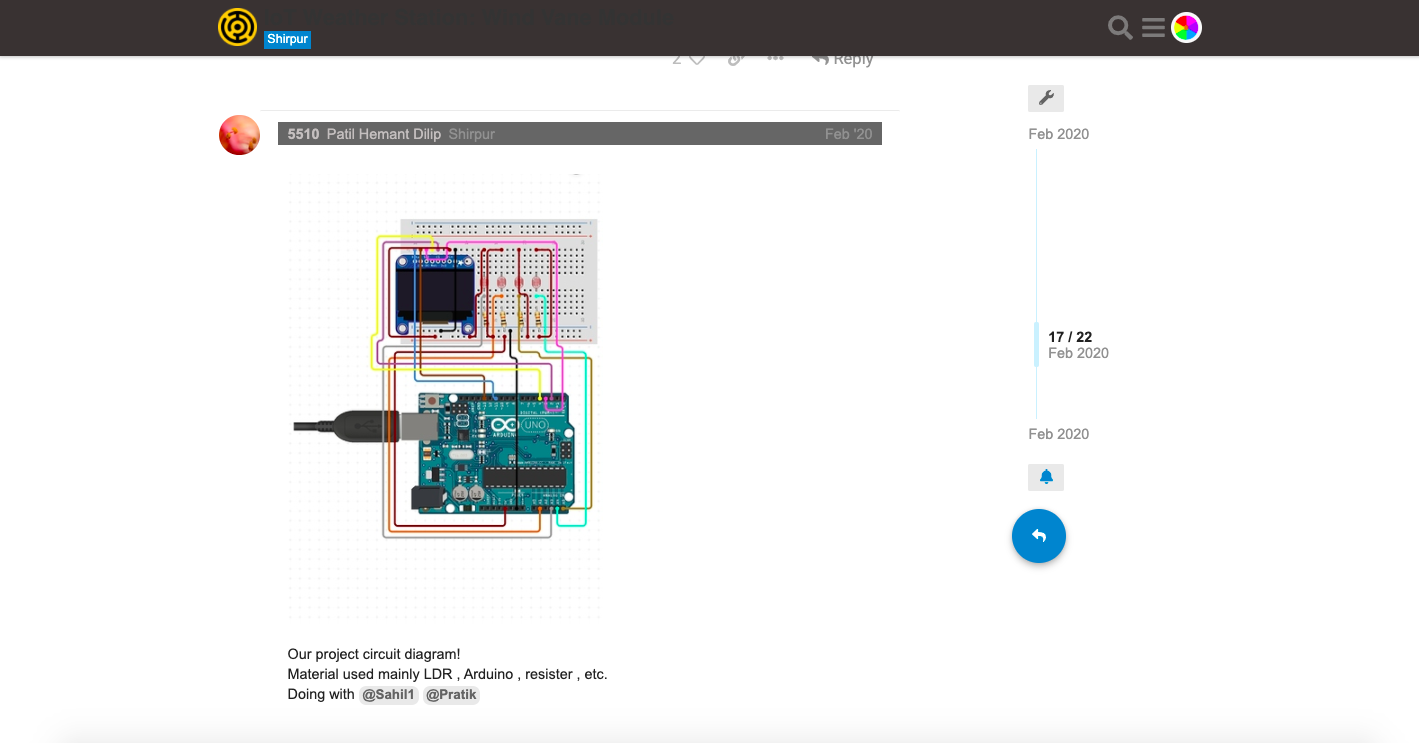 Shirpur
2
Reply
5510 Patil Hemant Dilip Shirpur Feb '20
Feb 2020
17 / 22
Feb 2020
Feb 2020
UNO
ARDUINO
Our project circuit diagram!
Material used mainly LDR , Arduino , resister , etc.
Doing with @Sahil1 @Pratik